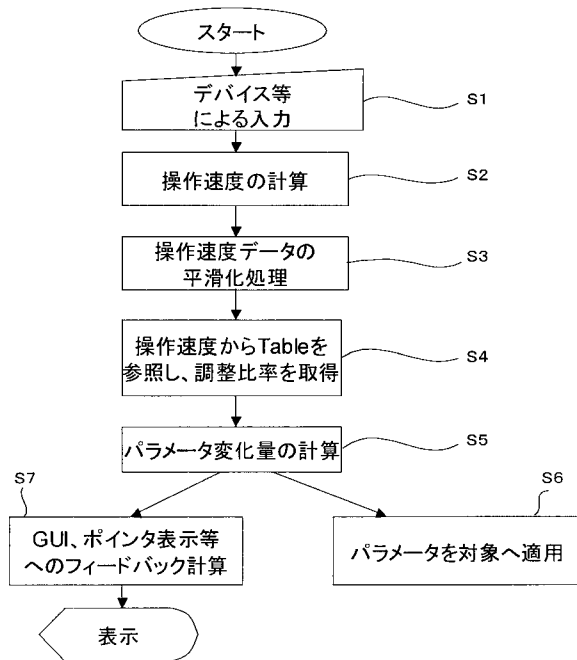 スタート
デバイス等
による入力
S1
操作速度の計算
S2
操作速度データの
平滑化処理
S3
操作速度からTableを
参照し、調整比率を取得
S4
パラメータ変化量の計算
S5
S7
GUI、ポインタ表示等
へのフィードバック計算
S6
パラメータを対象へ適用
表示